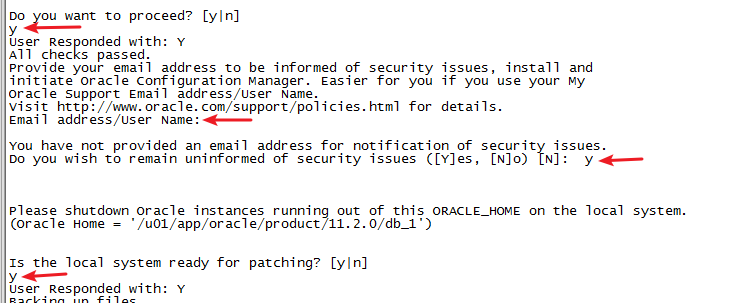 Do you want to proceed? [y|n]
y
User Responded with: Y
All checks passed.
Provide your email address to be informed of security issues, install and
initiate Oracle Configuration Manager. Easier for you if you use your My
Oracle Support Email address/User Name.
Visit http://www.oracle.com/support/policies.html for details.
Email address/User Name:
You have not provided an email address for notification of security issues.
Do you wish to remain uninformed of security issues ([Y]es, [N]o) [N]:  y
Please shutdown Oracle instances running out of this ORACLE_HOME on the local system.
(Oracle Home = '/u01/app/oracle/product/11.2.0/db_1')
Is the local system ready for patching? [y|n]
y
User Responded with: Y
Backing up files